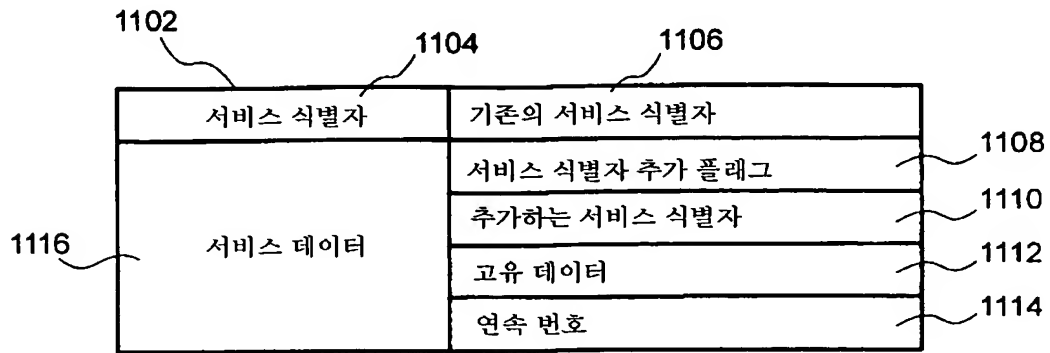 1102
1104
1106
서비스 식별자
기존의 서비스 식별자
1108
서비스 식별자 추가 플래그
1110
추가하는 서비스 식별자
1116
서비스 데이터
1112
고유 데이터
1114
연속 번호